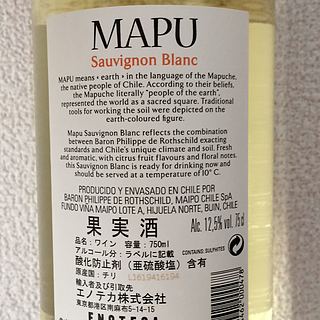 MAPU
Sauvignon Blanc
MAPU means « earth » in the language of the Mapuche,
the native people of Chile. According to their beliefs,
the Mapuche literally "people of the earth",
represented the world as a sacred square. Traditional
tools for working the soil were depicted on the
earth-coloured figure.
Mapu Sauvignon Blanc reflects the combination
between Baron Philippe de Rothschild exacting
standards and Chile's unique climate and soil. Fresh
and aromatic, with citrus fruit flavours and floral notes,
this Sauvignon Blanc is ready for drinking now and
should be served at a temperature of 10° C.
PRODUCIDO Y ENVASADO EN CHILE POR
BARON PHILIPPE DE ROTHSCHILD, MAIPO CHILE SpA
FUNDO VIÑA MAIPO LOTE A, HIJUELA NORTE, BUIN, CHILE
果実酒
Alc. 12,5% vol. 75 cl
CONTAINS: SULPHITES
品名：ワイン 容量：750ml
アルコール分：ラベルに記載
酸化防止剤（亜硫酸塩）含有
原産国：チリ
輸入者及び引取先
エノテカ株式会社
東京都港区南麻布5-14-15
ENOTECA